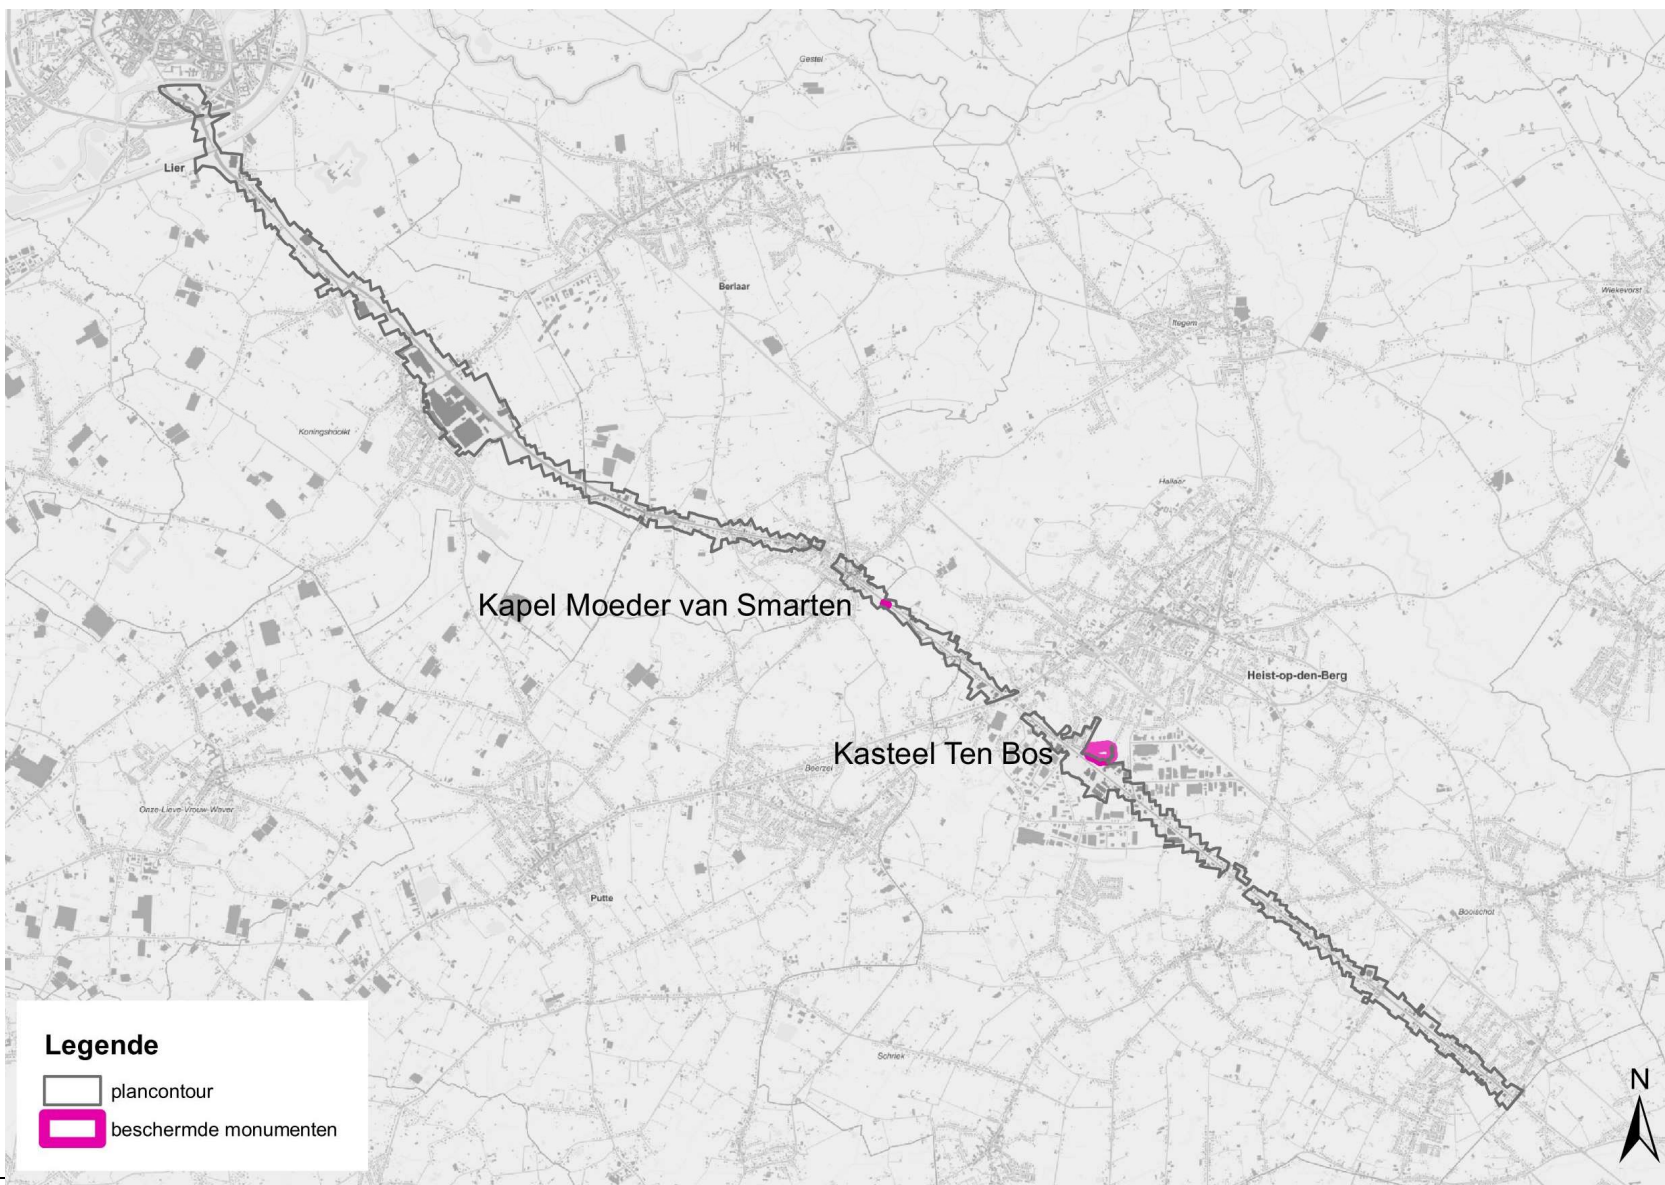 Gestel
Lier
Berlaar
Wiekevorst
Itegem
Koningshooikt
Hallaar
Kapel Moeder van Smarten
Heist-op-den-Berg
Kasteel Ten Bos
Beerzel
Onze-Lieve-Vrouw-Waver
Putte
Booischot
Schriek
Legende
plancontour
beschermde monumenten
N